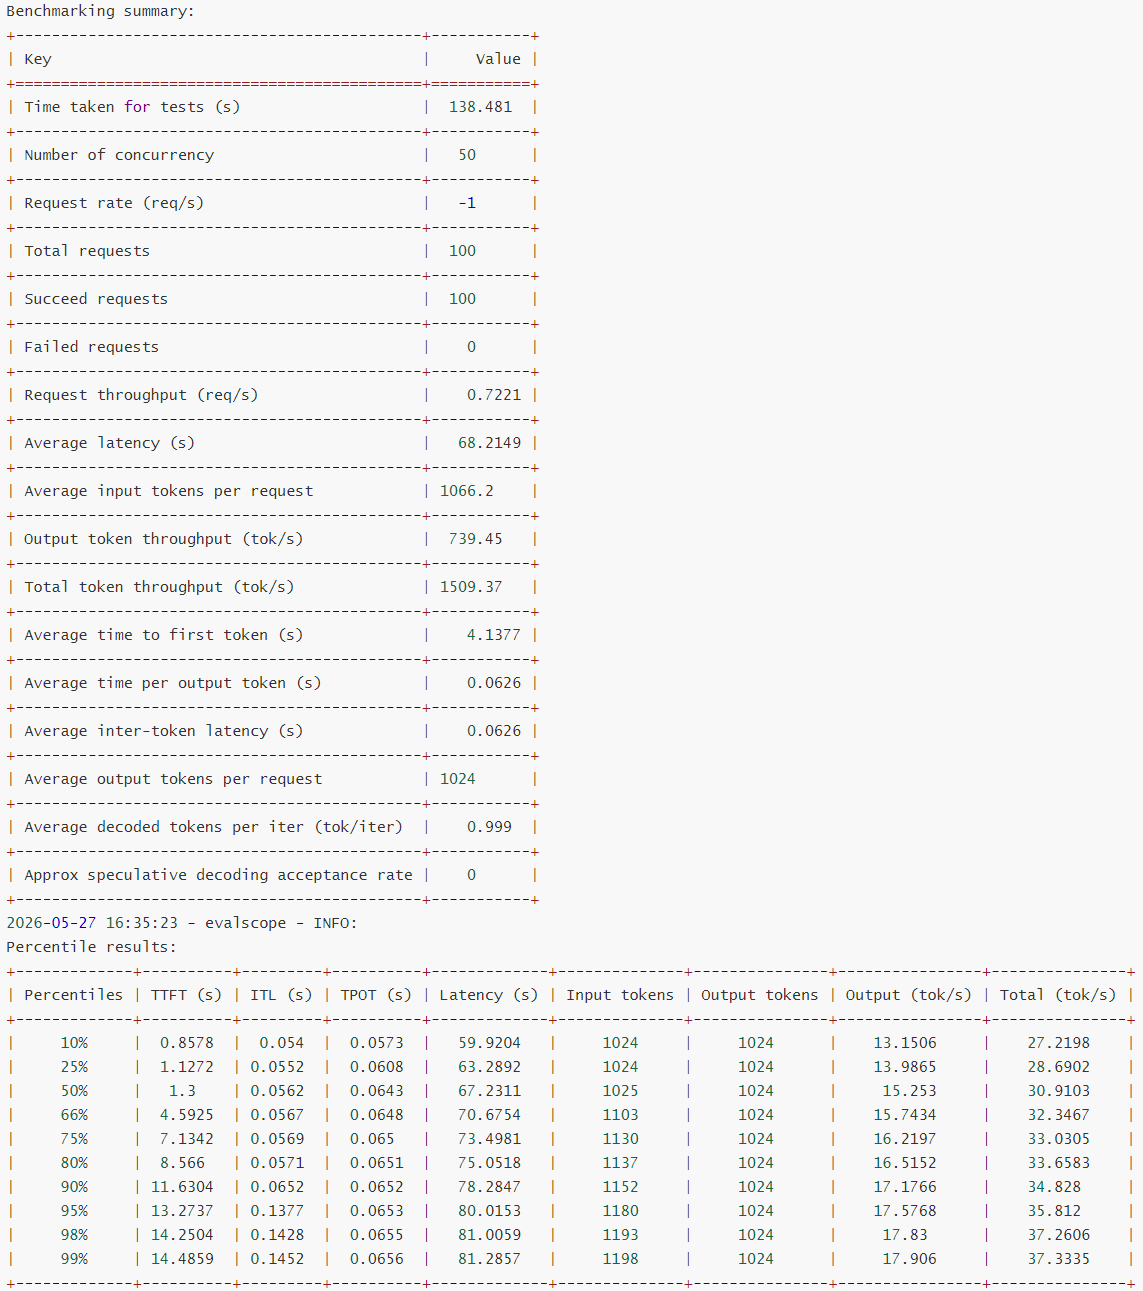 Benchmarking summary:
+---------------------------------------------+-----------+
| Key                                         |     Value |
+=============================================+===========+
| Time taken for tests (s)                    |  138.481  |
+---------------------------------------------+-----------+
| Number of concurrency                       |   50      |
+---------------------------------------------+-----------+
| Request rate (req/s)                        |   -1      |
+---------------------------------------------+-----------+
| Total requests                              |  100      |
+---------------------------------------------+-----------+
| Succeed requests                            |  100      |
+---------------------------------------------+-----------+
| Failed requests                             |    0      |
+---------------------------------------------+-----------+
| Request throughput (req/s)                  |    0.7221 |
+---------------------------------------------+-----------+
| Average latency (s)                         |   68.2149 |
+---------------------------------------------+-----------+
| Average input tokens per request            | 1066.2    |
+---------------------------------------------+-----------+
| Output token throughput (tok/s)             |  739.45   |
+---------------------------------------------+-----------+
| Total token throughput (tok/s)              | 1509.37   |
+---------------------------------------------+-----------+
| Average time to first token (s)             |    4.1377 |
+---------------------------------------------+-----------+
| Average time per output token (s)           |    0.0626 |
+---------------------------------------------+-----------+
| Average inter-token latency (s)             |    0.0626 |
+---------------------------------------------+-----------+
| Average output tokens per request           | 1024      |
+---------------------------------------------+-----------+
| Average decoded tokens per iter (tok/iter)  |    0.999  |
+---------------------------------------------+-----------+
| Approx speculative decoding acceptance rate |    0      |
+---------------------------------------------+-----------+
2026-05-27 16:35:23 - evalscope - INFO:
Percentile results:
+-------------+----------+---------+----------+-------------+--------------+---------------+----------------+---------------+
| Percentiles | TTFT (s) | ITL (s) | TPOT (s) | Latency (s) | Input tokens | Output tokens | Output (tok/s) | Total (tok/s) |
+-------------+----------+---------+----------+-------------+--------------+---------------+----------------+---------------+
|     10%     |  0.8578  |  0.054  |  0.0573  |   59.9204   |     1024     |     1024      |    13.1506     |    27.2198    |
|     25%     |  1.1272  | 0.0552  |  0.0608  |   63.2892   |     1024     |     1024      |    13.9865     |    28.6902    |
|     50%     |   1.3    | 0.0562  |  0.0643  |   67.2311   |     1025     |     1024      |     15.253     |    30.9103    |
|     66%     |  4.5925  | 0.0567  |  0.0648  |   70.6754   |     1103     |     1024      |    15.7434     |    32.3467    |
|     75%     |  7.1342  | 0.0569  |  0.065   |   73.4981   |     1130     |     1024      |    16.2197     |    33.0305    |
|     80%     |  8.566   | 0.0571  |  0.0651  |   75.0518   |     1137     |     1024      |    16.5152     |    33.6583    |
|     90%     | 11.6304  | 0.0652  |  0.0652  |   78.2847   |     1152     |     1024      |    17.1766     |    34.828     |
|     95%     | 13.2737  | 0.1377  |  0.0653  |   80.0153   |     1180     |     1024      |    17.5768     |    35.812     |
|     98%     | 14.2504  | 0.1428  |  0.0655  |   81.0059   |     1193     |     1024      |     17.83      |    37.2606    |
|     99%     | 14.4859  | 0.1452  |  0.0656  |   81.2857   |     1198     |     1024      |     17.906     |    37.3335    |
+-------------+----------+---------+----------+-------------+--------------+---------------+----------------+---------------+